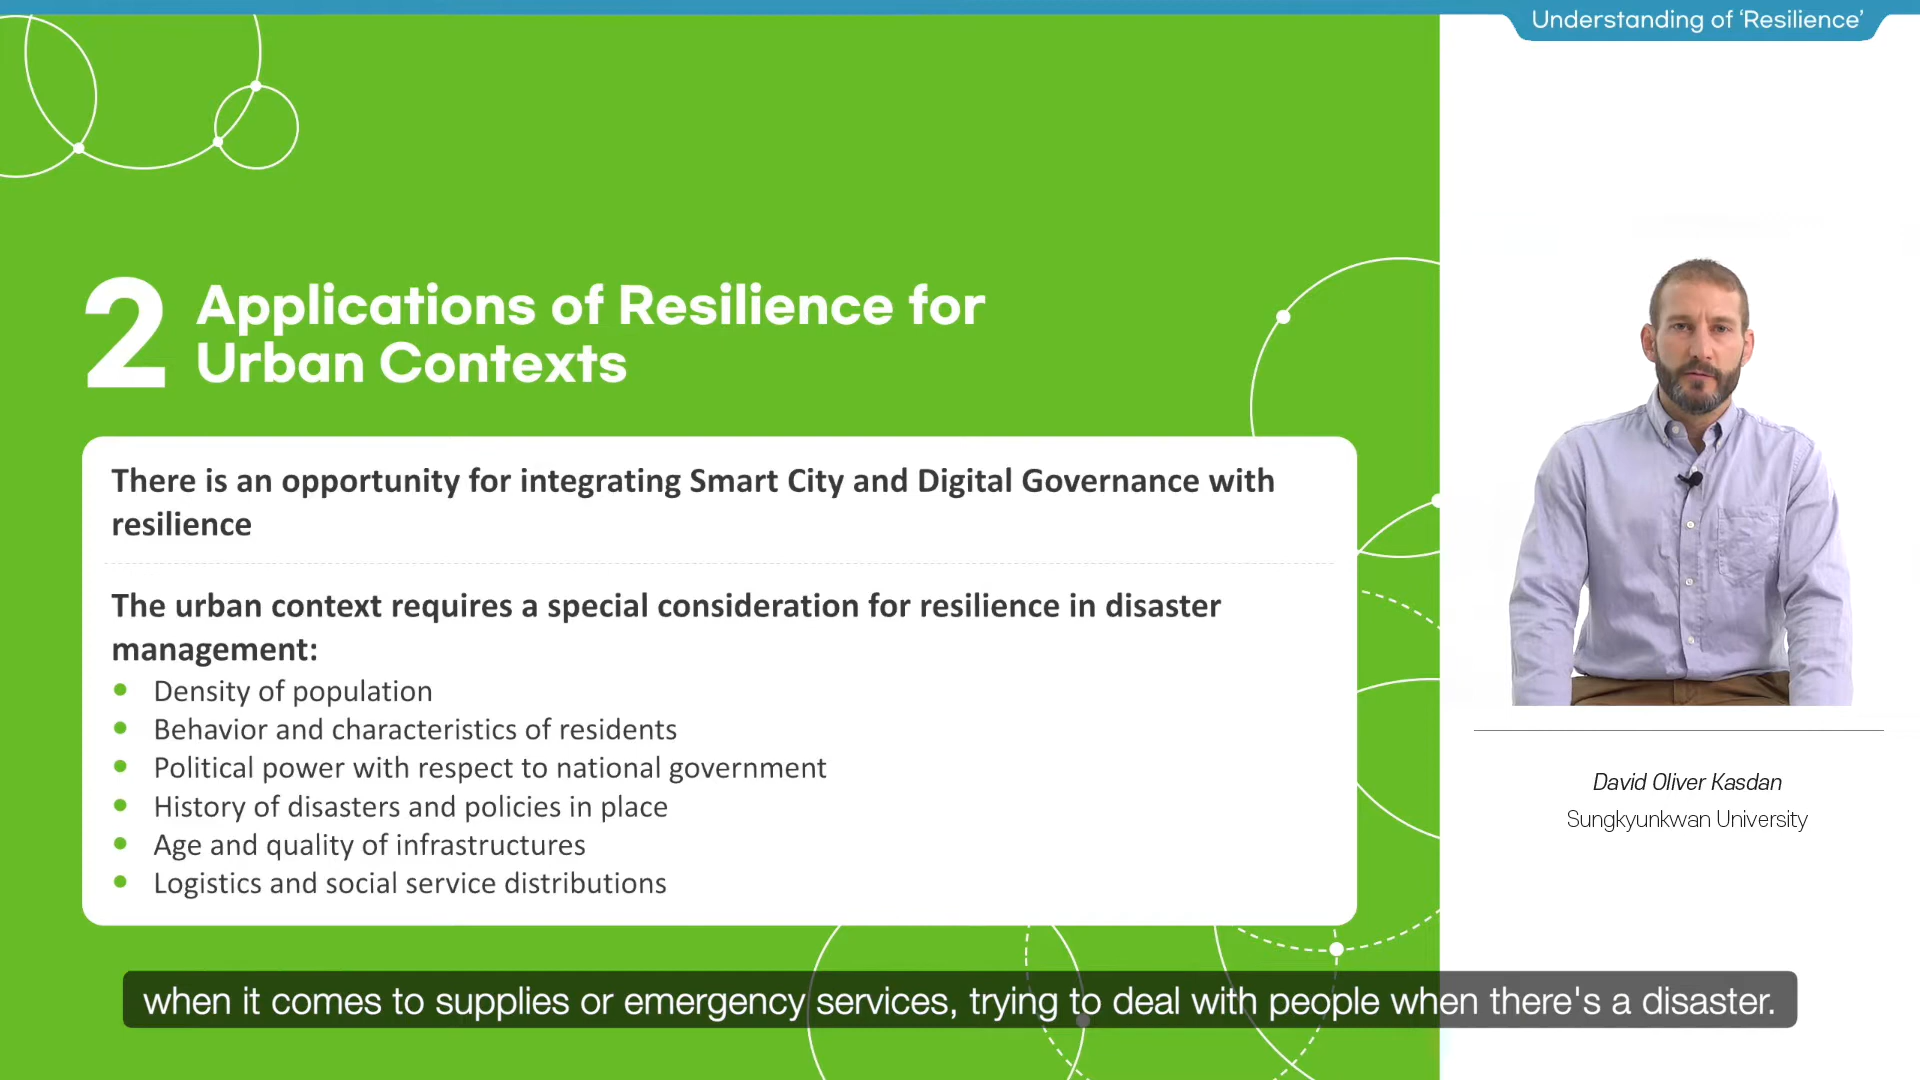 Understanding of ‘Resilience’
2
Applications of Resilience for
Urban Contexts
There is an opportunity for integrating Smart City and Digital Governance with
resilience
The urban context requires a special consideration for resilience in disaster
management:
Density of population
Behavior and characteristics of residents
Political power with respect to national government
History of disasters and policies in place
Age and quality of infrastructures
Logistics and social service distributions
David Oliver Kasdan
Sungkyunkwan University
when it comes to supplies or emergency services, trying to deal with people when there's a disaster.